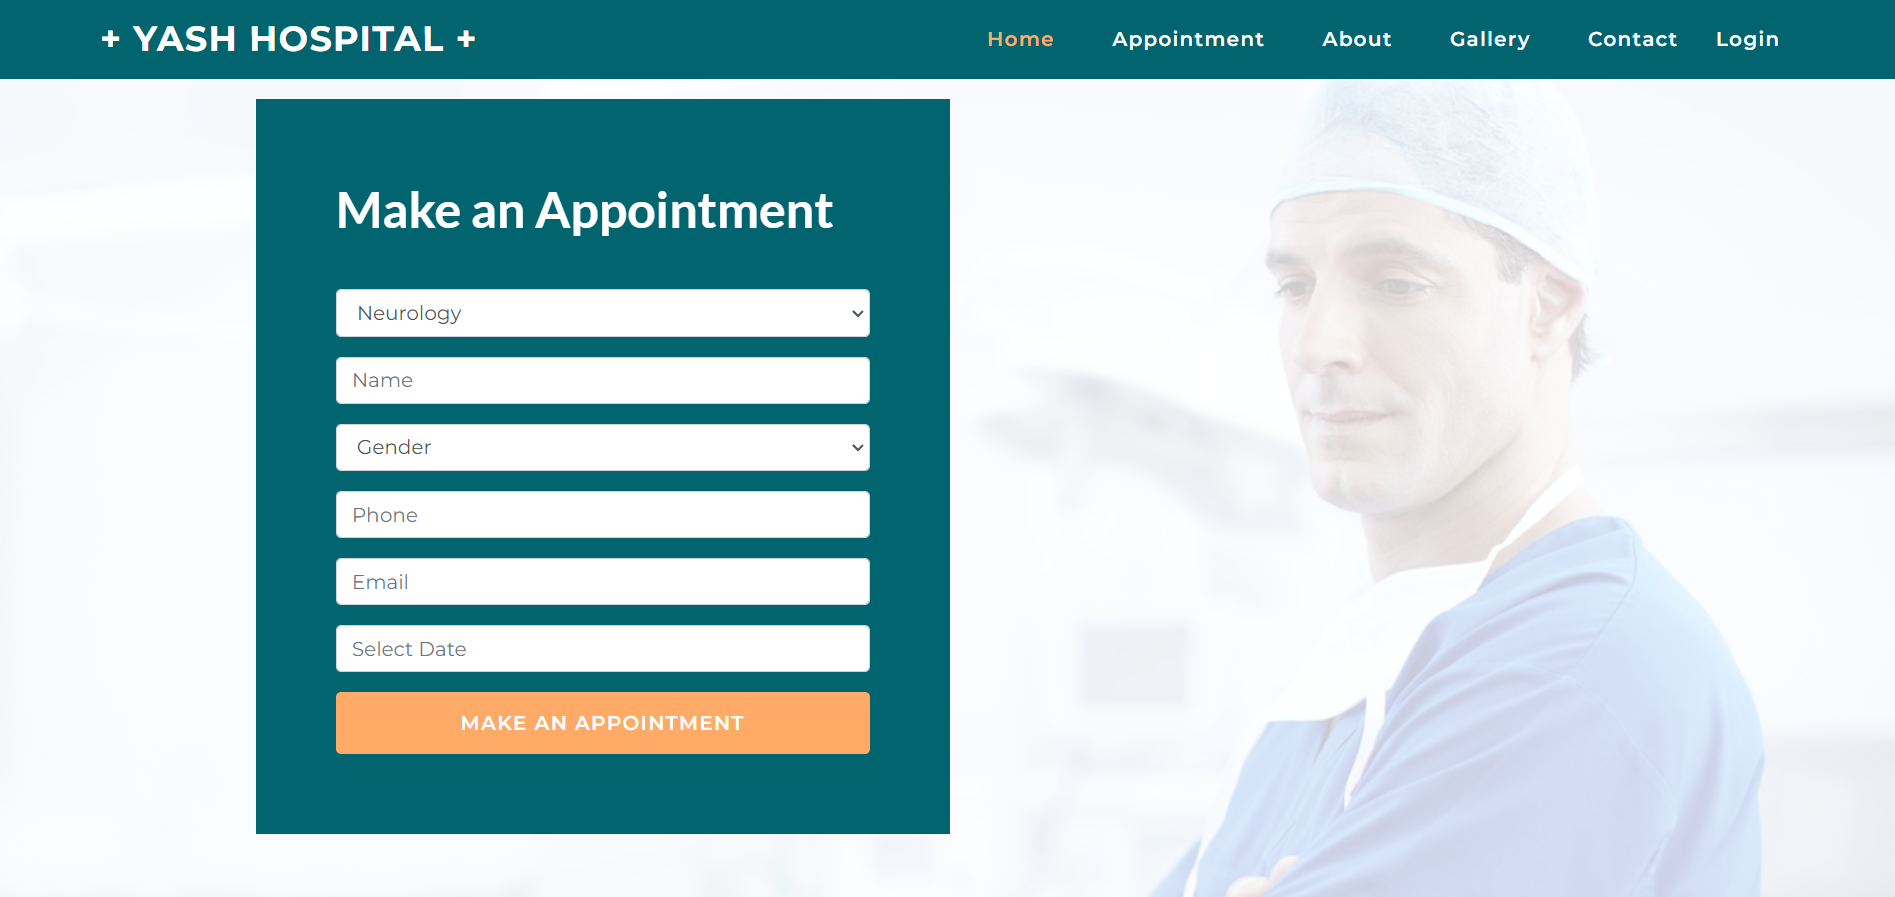 + YASH HOSPITAL +
Home Appointment About Gallery Contact Login
Make an Appointment
Neurology
Name
Gender
Phone
Email
Select Date
MAKE AN APPOINTMENT